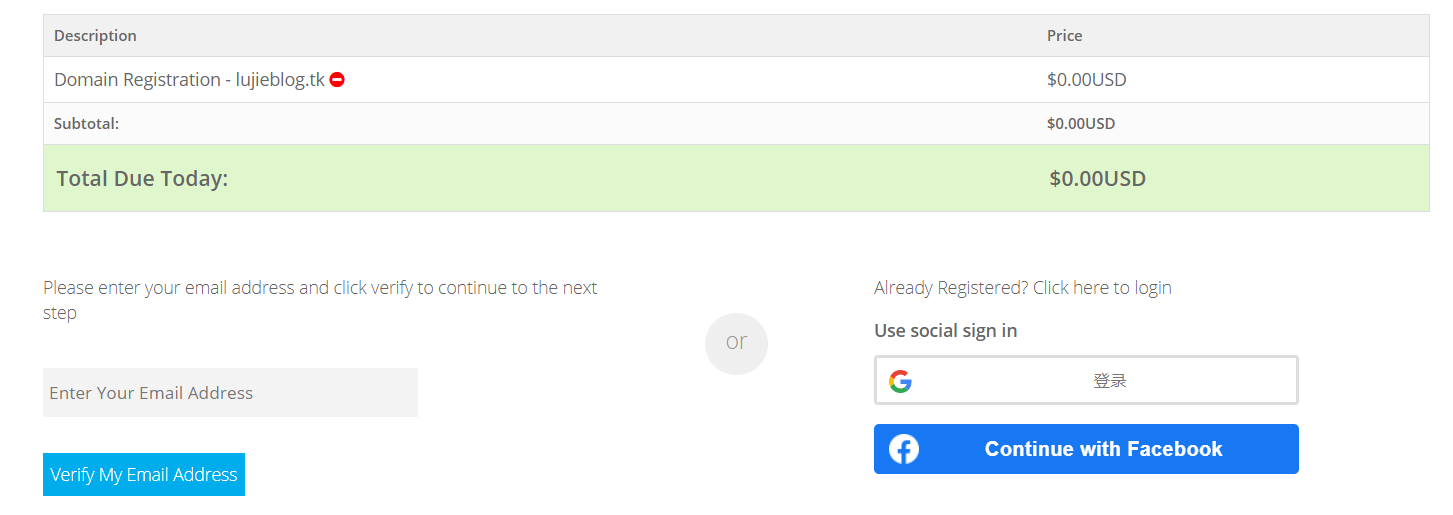 Description Price
Domain Registration - lujieblog.tk $0.00USD
Subtotal: $0.00USD
Total Due Today: $0.00USD
Please enter your email address and click verify to continue to the next
step
Enter Your Email Address
Verify My Email Address
or
Already Registered? Click here to login
Use social sign in
登录
Continue with Facebook